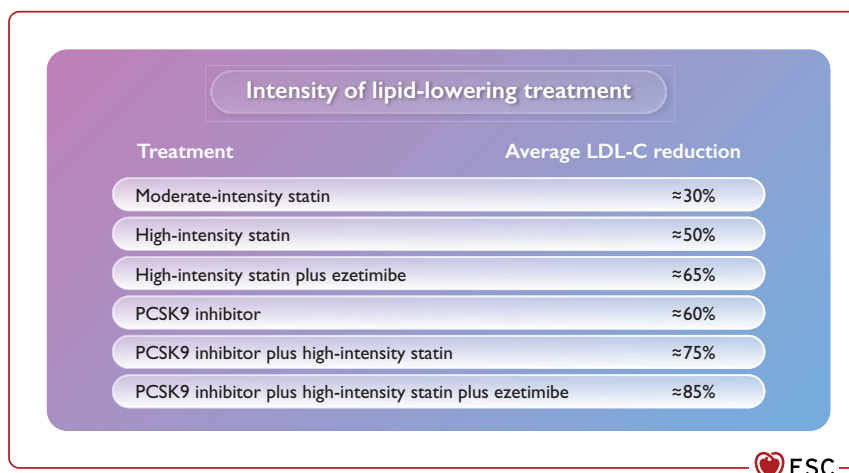 Intensity of lipid-lowering treatment
Treatment Average LDL-C reduction
Moderate-intensity statin ≈30%
High-intensity statin ≈50%
High-intensity statin plus ezetimibe ≈65%
PCSK9 inhibitor ≈60%
PCSK9 inhibitor plus high-intensity statin ≈75%
PCSK9 inhibitor plus high-intensity statin plus ezetimibe ≈85%
ESC